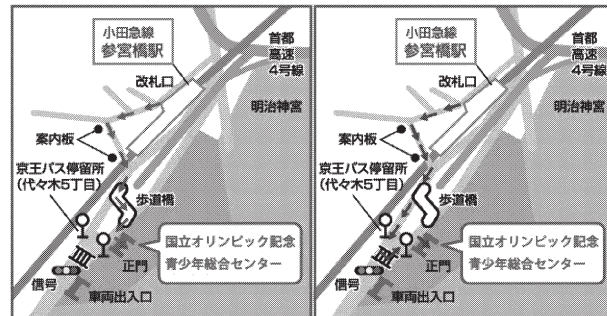 小田急線
参宮橋駅
首都
高速
4号線
改札口
明治神宮
案内板
京王バス停留所
(代々木5丁目)
歩道橋
国立オリンピック記念
青少年総合センター
正門
信号
車両出入口
小田急線
参宮橋駅
首都
高速
4号線
改札口
明治神宮
案内板
京王バス停留所
(代々木5丁目)
歩道橋
国立オリンピック記念
青少年総合センター
正門
信号
車両出入口